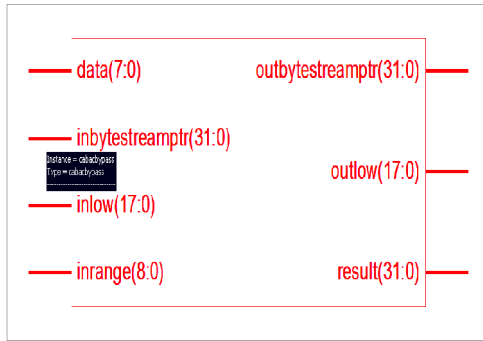 data(7:0)
outbytestreamptr(31:0)
inbytestreamptr(31:0)
Instance = cabacbypass
Type = cabacbypass
outlow(17:0)
inlow(17:0)
inrange(8:0)
result(31:0)